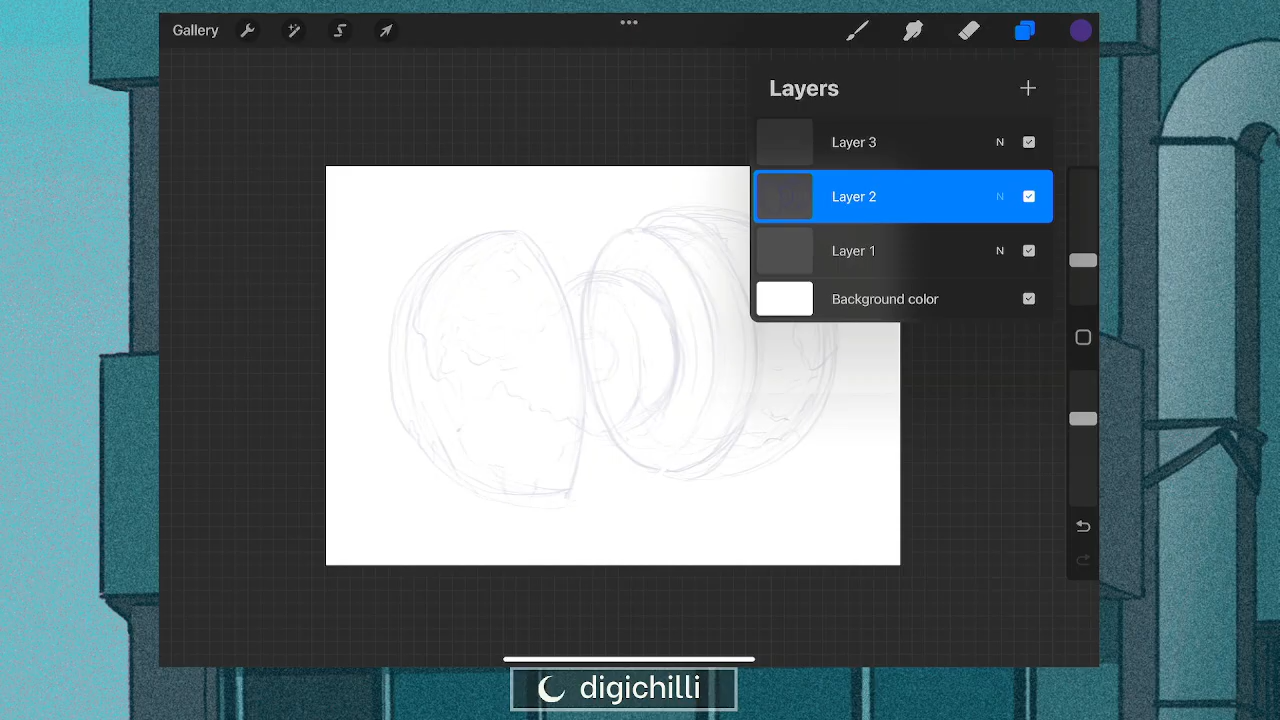 Gallery
Layers
Layer 3 N
Layer 2 N
Layer 1 N
Background color
digichilli